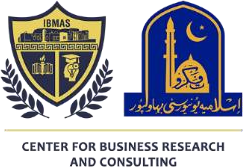 IBMAS
اسلامیہ یونیورسٹی بہاولپور
CENTER FOR BUSINESS RESEARCH
AND CONSULTING